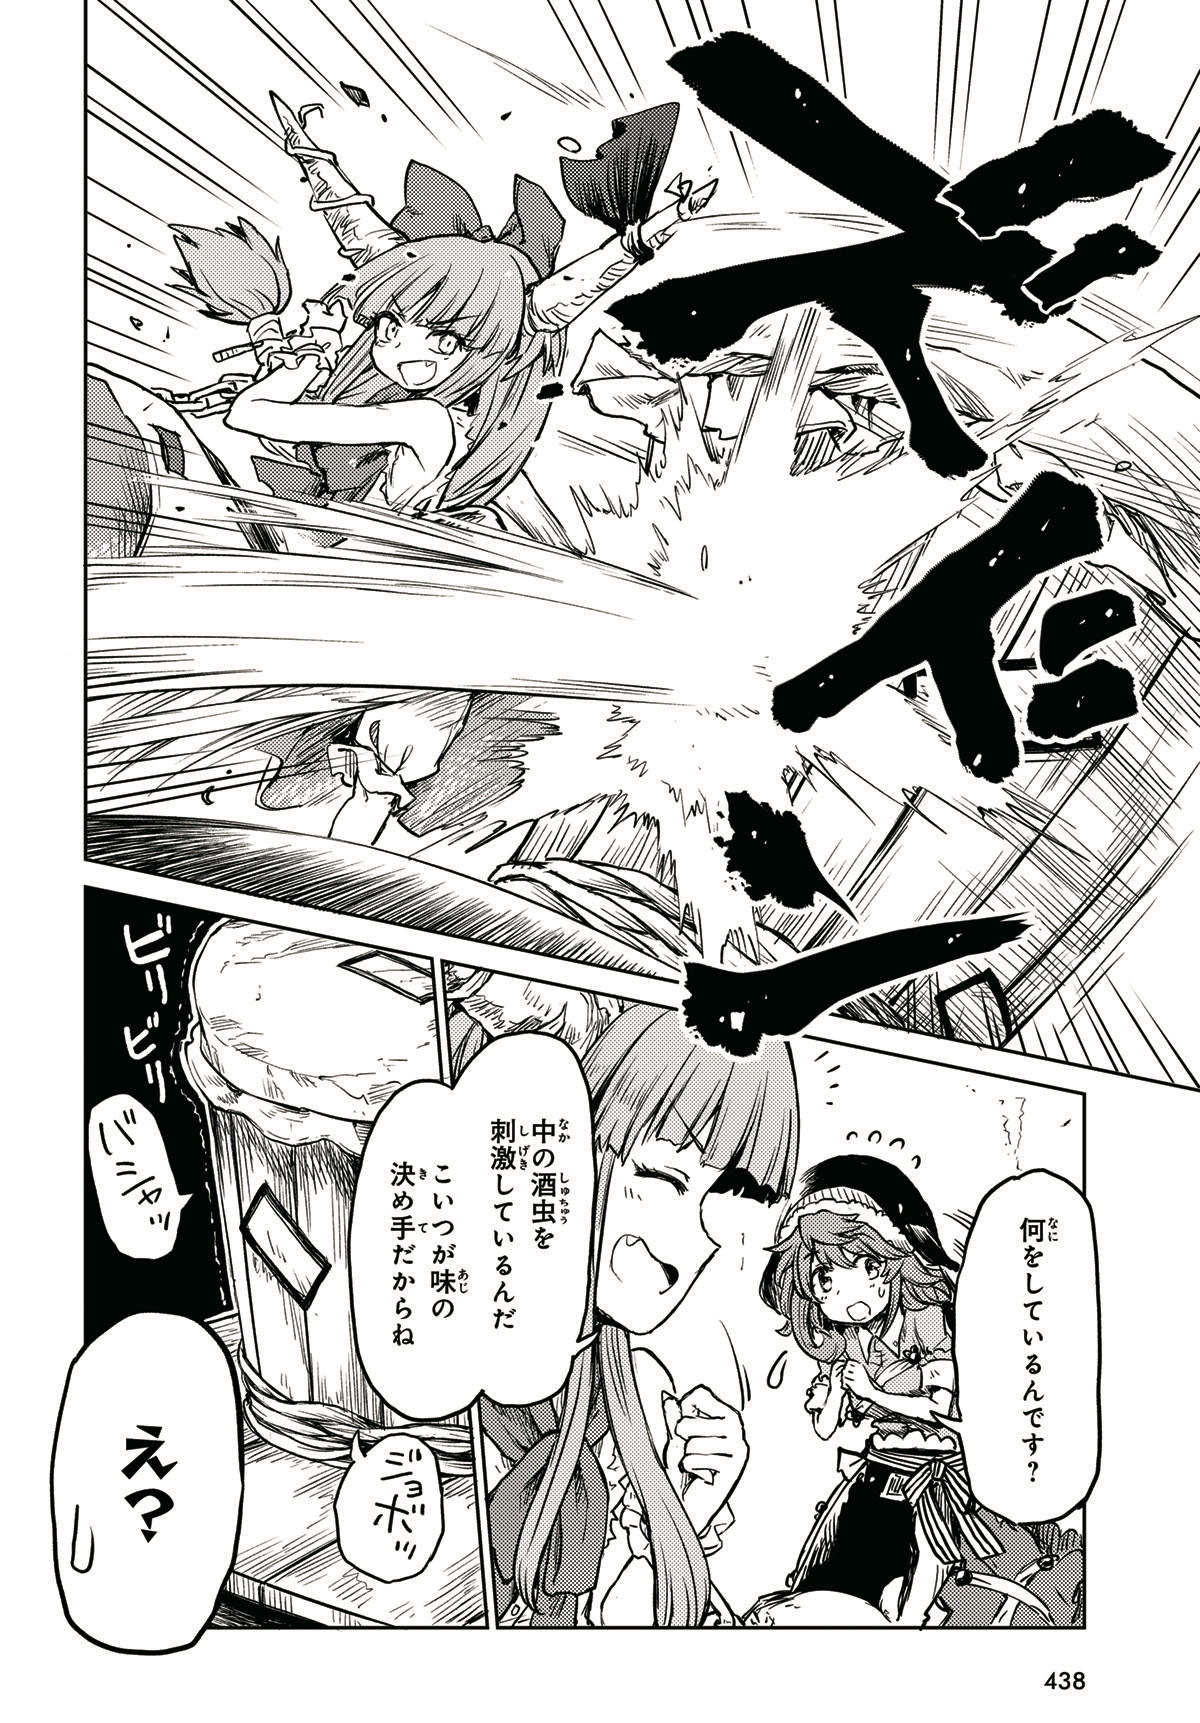 ドドン
何をしているんです?
中の酒虫を
刺激しているんだ
こいつが味の
決め手だからね
ビリビリ
バシャッ
ジョボッ
え?
438